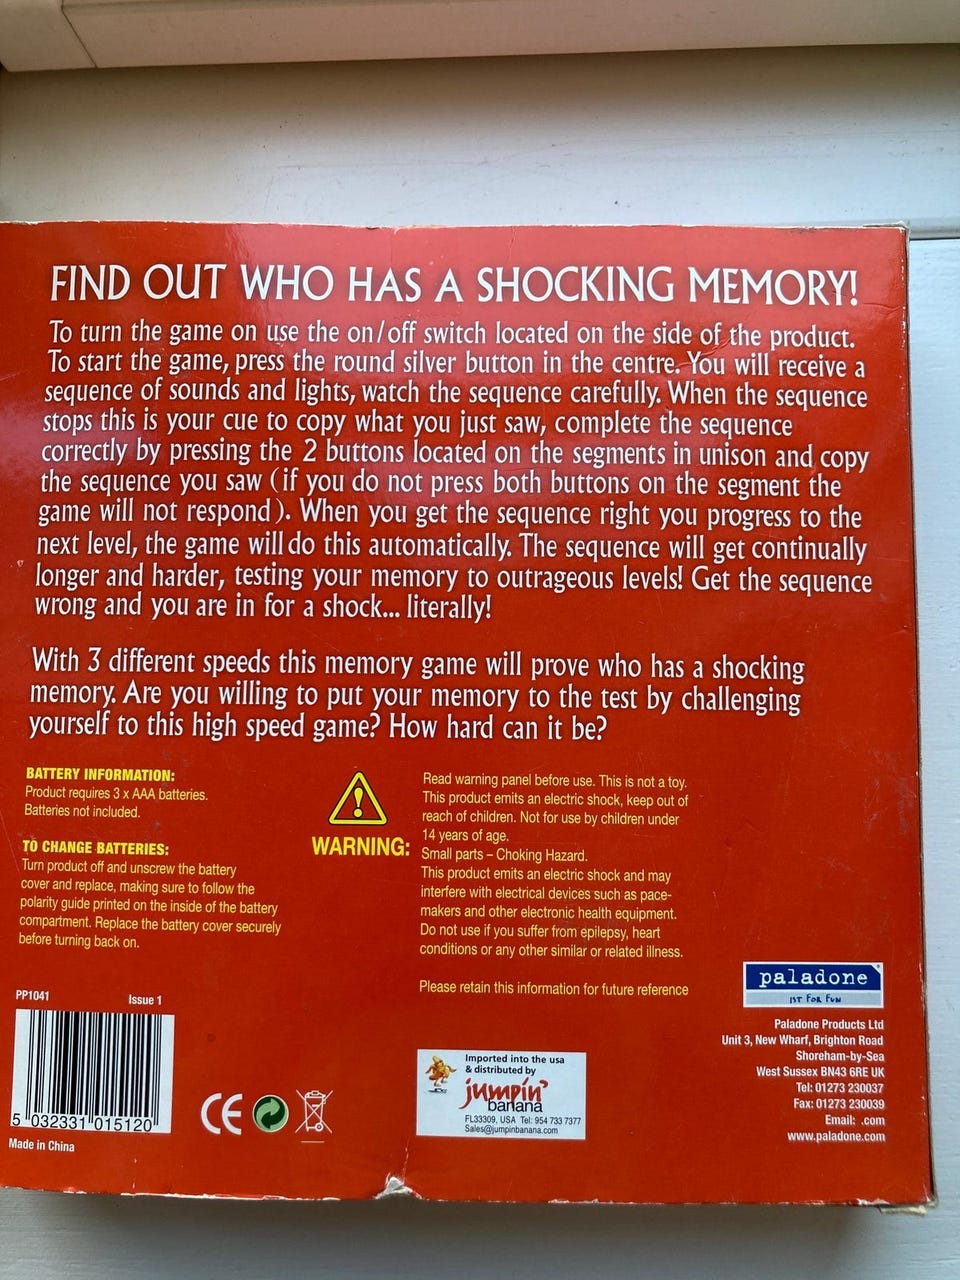 FIND OUT WHO HAS A SHOCKING MEMORY!
To turn the game on use the on/off switch located on the side of the product.
To start the game, press the round silver button in the centre. You will receive a
sequence of sounds and lights, watch the sequence carefully. When the sequence
stops this is your cue to copy what you just saw, complete the sequence
correctly by pressing the 2 buttons located on the segments in unison and copy
the sequence you saw (if you do not press both buttons on the segment the
game will not respond). When you get the sequence right you progress to the
next level, the game will do this automatically. The sequence will get continually
longer and harder, testing your memory to outrageous levels! Get the sequence
wrong and you are in for a shock... literally!
With 3 different speeds this memory game will prove who has a shocking
memory. Are you willing to put your memory to the test by challenging
yourself to this high speed game? How hard can it be?
BATTERY INFORMATION:
Product requires 3 x AAA batteries.
Batteries not included.
TO CHANGE BATTERIES:
Turn product off and unscrew the battery
cover and replace, making sure to follow the
polarity guide printed on the inside of the battery
compartment. Replace the battery cover securely
before turning back on.
WARNING:
Read warning panel before use. This is not a toy.
This product emits an electric shock, keep out of
reach of children. Not for use by children under
14 years of age.
Small parts – Choking Hazard.
This product emits an electric shock and may
interfere with electrical devices such as pace-
makers and other electronic health equipment.
Do not use if you suffer from epilepsy, heart
conditions or any other similar or related illness.
Please retain this information for future reference
PP1041 Issue 1
5 032331 015120
Made in China
CE
Imported into the usa
& distributed by
jumpin'
banana
FL33309, USA Tel: 954 733 7377
Sales@jumpinbanana.com
paladone
1ST FOR FUN
Paladone Products Ltd
Unit 3, New Wharf, Brighton Road
Shoreham-by-Sea
West Sussex BN43 6RE UK
Tel: 01273 230037
Fax: 01273 230039
Email: .com
www.paladone.com